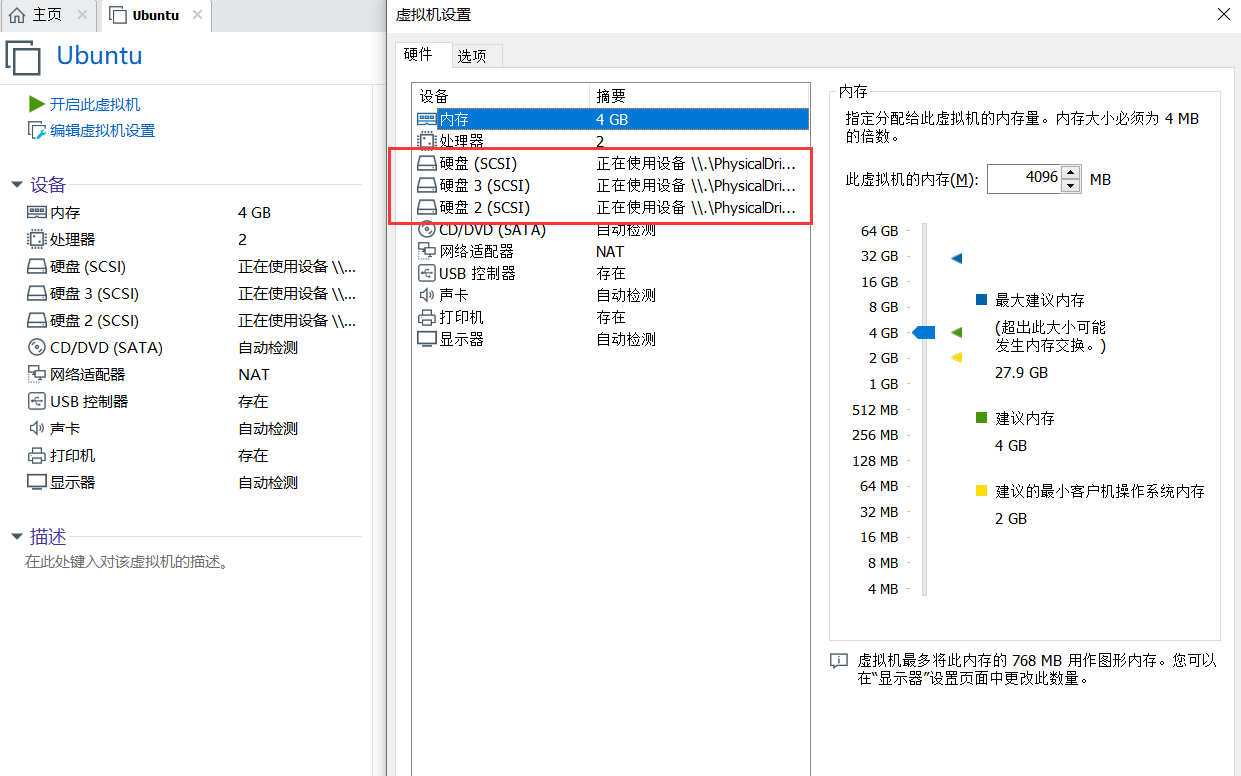 主页
Ubuntu
Ubuntu
开启此虚拟机
编辑虚拟机设置
设备
内存 4 GB
处理器 2
硬盘 (SCSI) 正在使用设备 \\...
硬盘 3 (SCSI) 正在使用设备 \\...
硬盘 2 (SCSI) 正在使用设备 \\...
CD/DVD (SATA) 自动检测
网络适配器 NAT
USB 控制器 存在
声卡 自动检测
打印机 存在
显示器 自动检测
描述
在此处键入对该虚拟机的描述。
虚拟机设置
硬件 选项
设备 摘要
内存 4 GB
处理器 2
硬盘 (SCSI) 正在使用设备 \\.\PhysicalDri...
硬盘 3 (SCSI) 正在使用设备 \\.\PhysicalDri...
硬盘 2 (SCSI) 正在使用设备 \\.\PhysicalDri...
CD/DVD (SATA) 自动检测
网络适配器 NAT
USB 控制器 存在
声卡 自动检测
打印机 存在
显示器 自动检测
内存
指定分配给此虚拟机的内存量。内存大小必须为 4 MB
的倍数。
此虚拟机的内存(M): 4096 MB
64 GB
32 GB
16 GB
8 GB
4 GB
2 GB
1 GB
512 MB
256 MB
128 MB
64 MB
32 MB
16 MB
8 MB
4 MB
最大建议内存
(超出此大小可能
发生内存交换。)
27.9 GB
建议内存
4 GB
建议的最小客户机操作系统内存
2 GB
虚拟机最多将此内存的 768 MB 用作图形内存。您可以
在“显示器”设置页面中更改此数量。